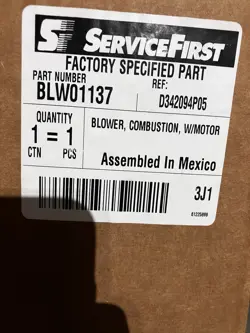 SERVICEFIRST
FACTORY SPECIFIED PART
PART NUMBER REF:
BLW01137 D342094P05
QUANTITY BLOWER, COMBUSTION, W/MOTOR
1 = 1
CTN PCS Assembled In Mexico
3J1